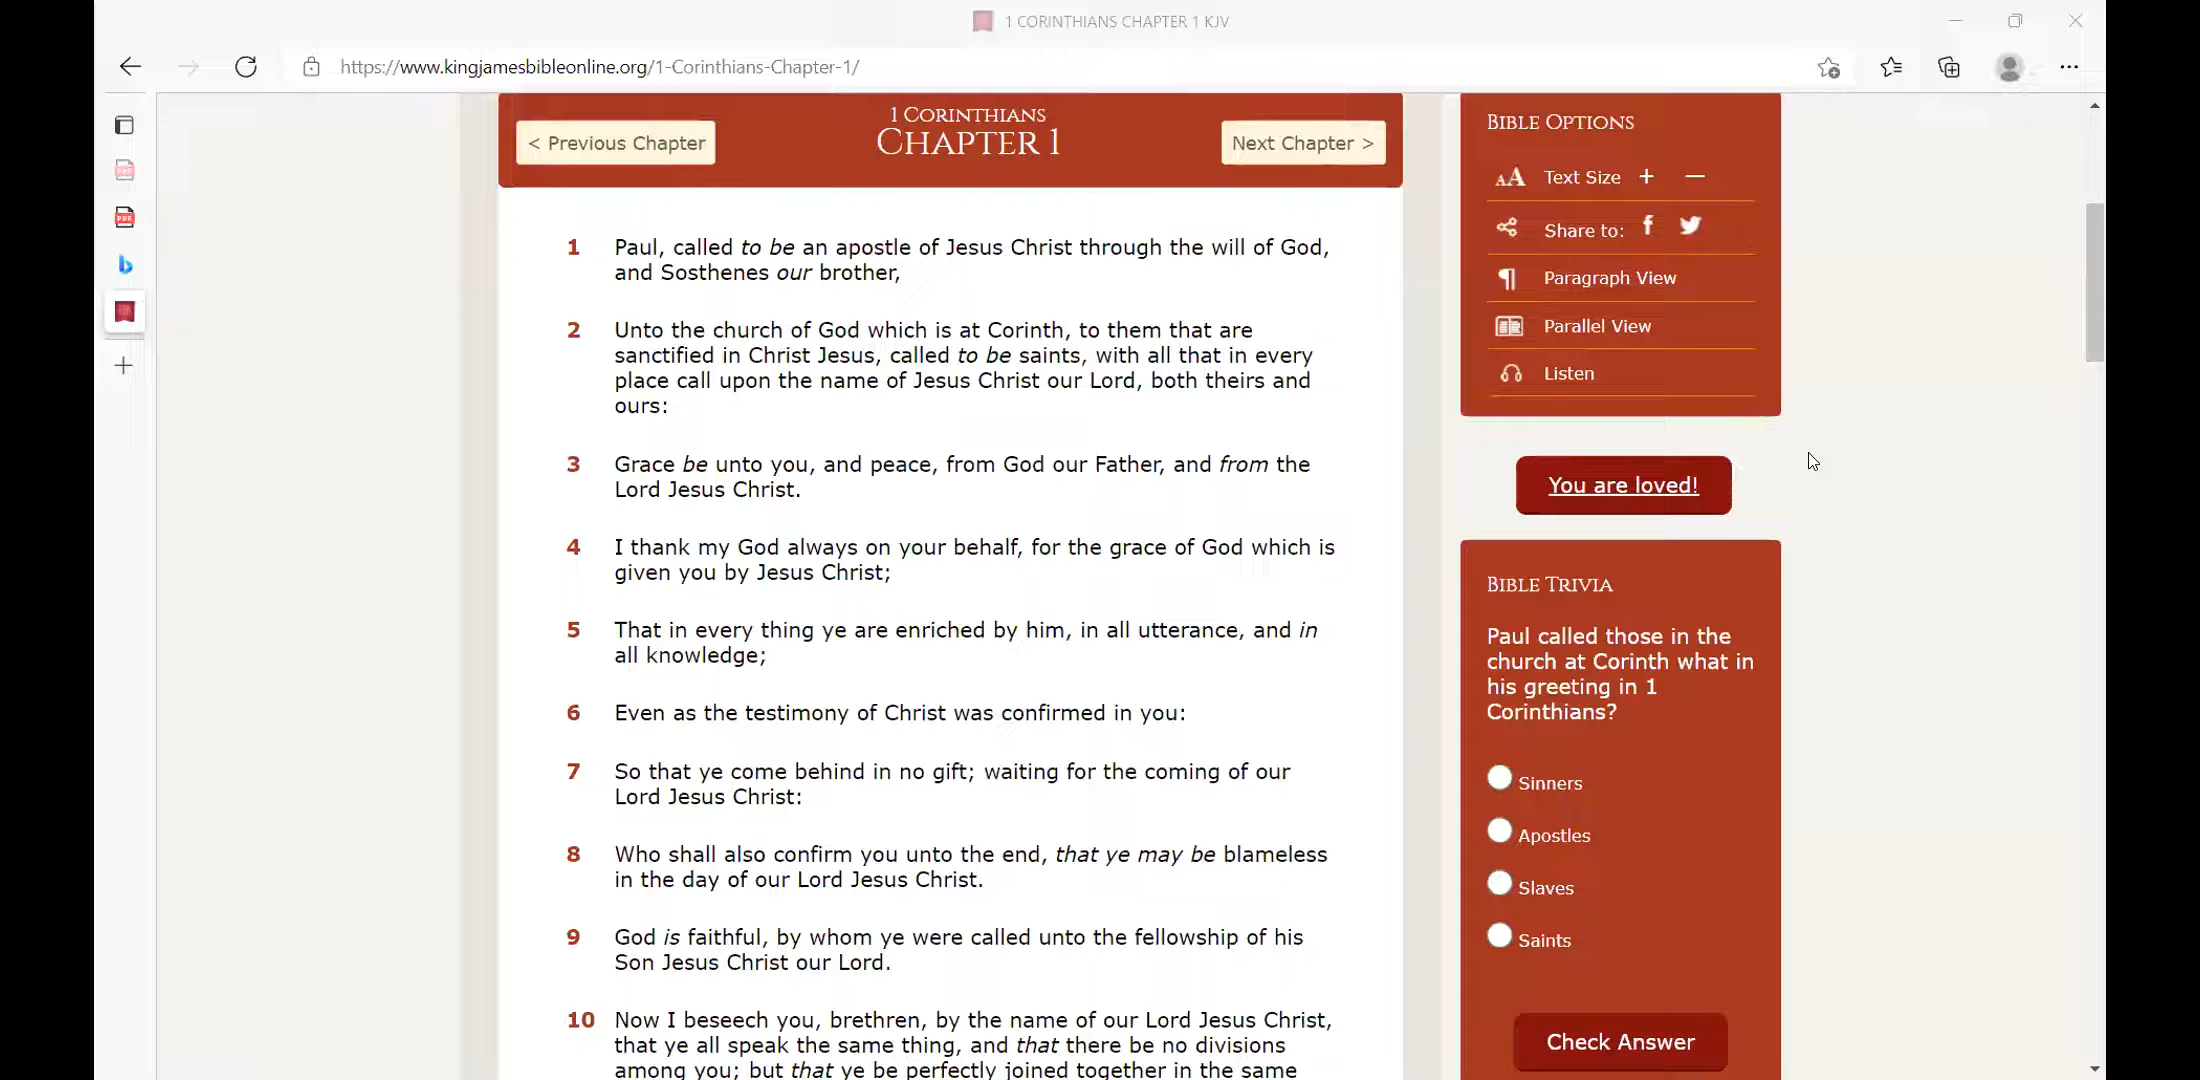 1 CORINTHIANS CHAPTER 1 KJV
https://www.kingjamesbibleonline.org/1-Corinthians-Chapter-1/
1 CORINTHIANS
CHAPTER 1
< Previous Chapter
Next Chapter >
1 Paul, called to be an apostle of Jesus Christ through the will of God,
and Sosthenes our brother,
2 Unto the church of God which is at Corinth, to them that are
sanctified in Christ Jesus, called to be saints, with all that in every
place call upon the name of Jesus Christ our Lord, both theirs and
ours:
3 Grace be unto you, and peace, from God our Father, and from the
Lord Jesus Christ.
4 I thank my God always on your behalf, for the grace of God which is
given you by Jesus Christ;
5 That in every thing ye are enriched by him, in all utterance, and in
all knowledge;
6 Even as the testimony of Christ was confirmed in you:
7 So that ye come behind in no gift; waiting for the coming of our
Lord Jesus Christ:
8 Who shall also confirm you unto the end, that ye may be blameless
in the day of our Lord Jesus Christ.
9 God is faithful, by whom ye were called unto the fellowship of his
Son Jesus Christ our Lord.
10 Now I beseech you, brethren, by the name of our Lord Jesus Christ,
that ye all speak the same thing, and that there be no divisions
among you; but that ye be perfectly joined together in the same
BIBLE OPTIONS
AA Text Size + −
Share to:
Paragraph View
Parallel View
Listen
You are loved!
BIBLE TRIVIA
Paul called those in the
church at Corinth what in
his greeting in 1
Corinthians?
Sinners
Apostles
Slaves
Saints
Check Answer